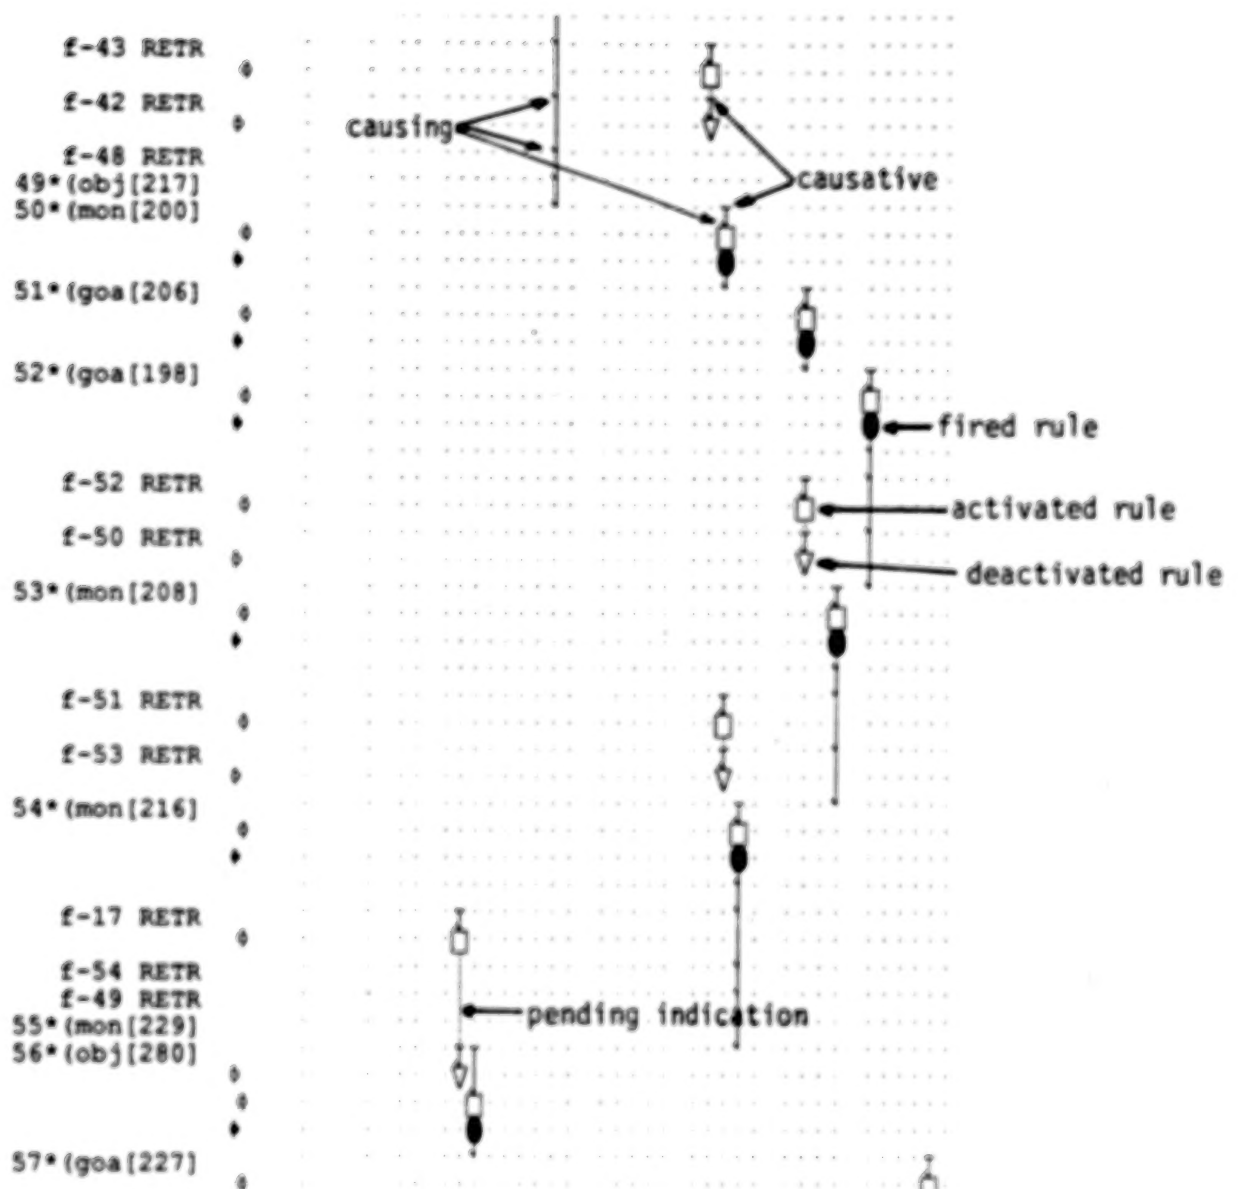 f-43 RETR
f-42 RETR
causing
f-48 RETR
49*(obj[217]
causative
50*(mon[200]
51*(goa[206]
52*(goa[198]
fired rule
f-52 RETR
activated rule
f-50 RETR
deactivated rule
53*(mon[208]
f-51 RETR
f-53 RETR
54*(mon[216]
f-17 RETR
f-54 RETR
f-49 RETR
pending indication
55*(mon[229]
56*(obj[280]
57*(goa[227]